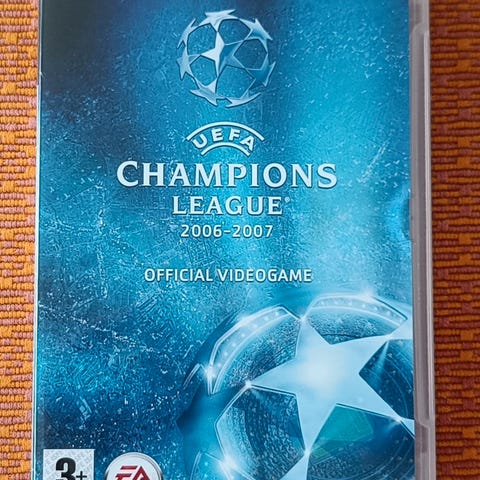 UEFA
CHAMPIONS
LEAGUE®
2006-2007
OFFICIAL VIDEOGAME
3+
EA